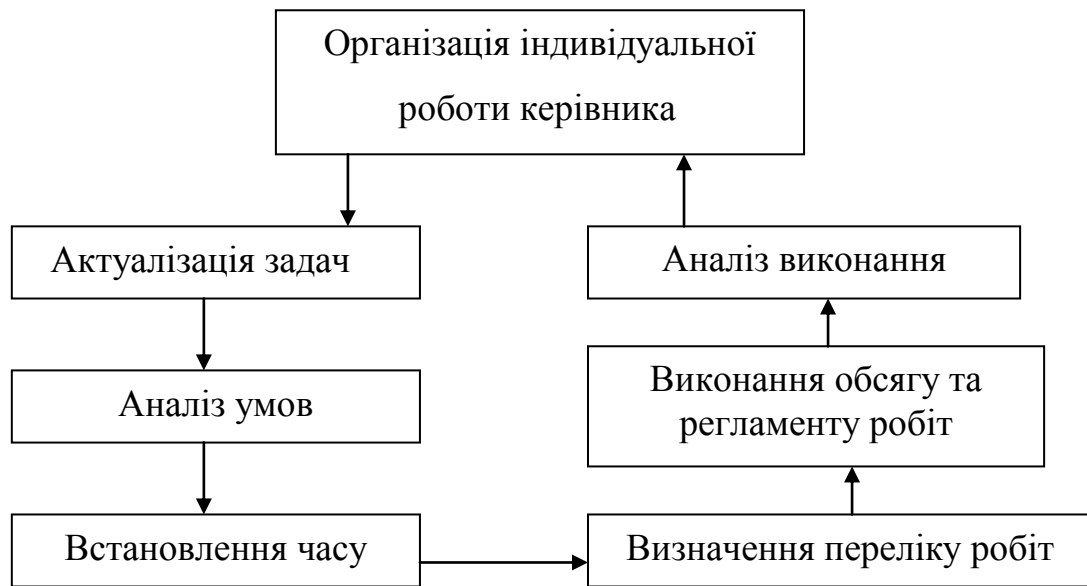 Організація індивідуальної
роботи керівника
Актуалізація задач
Аналіз умов
Встановлення часу
Визначення переліку робіт
Виконання обсягу та
регламенту робіт
Аналіз виконання